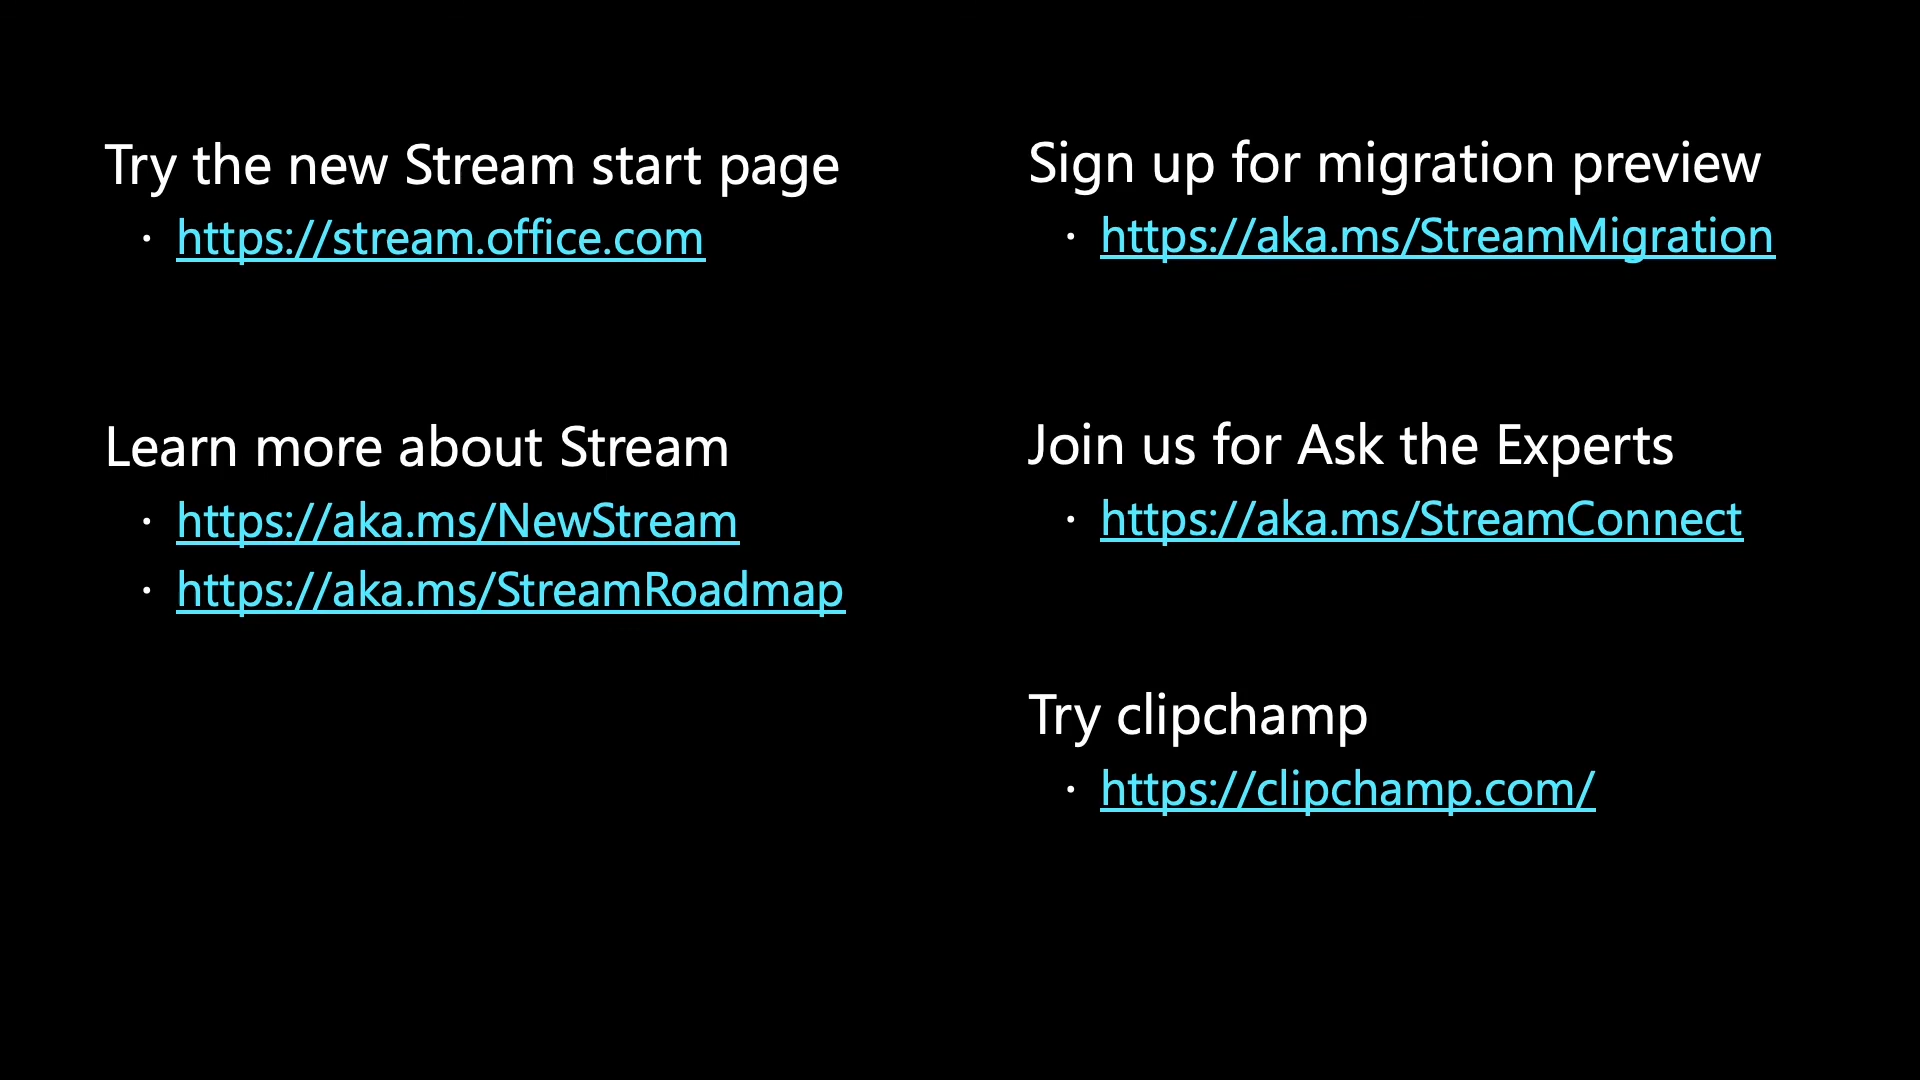 Try the new Stream start page
· https://stream.office.com
Learn more about Stream
· https://aka.ms/NewStream
· https://aka.ms/StreamRoadmap
Sign up for migration preview
· https://aka.ms/StreamMigration
Join us for Ask the Experts
· https://aka.ms/StreamConnect
Try clipchamp
· https://clipchamp.com/